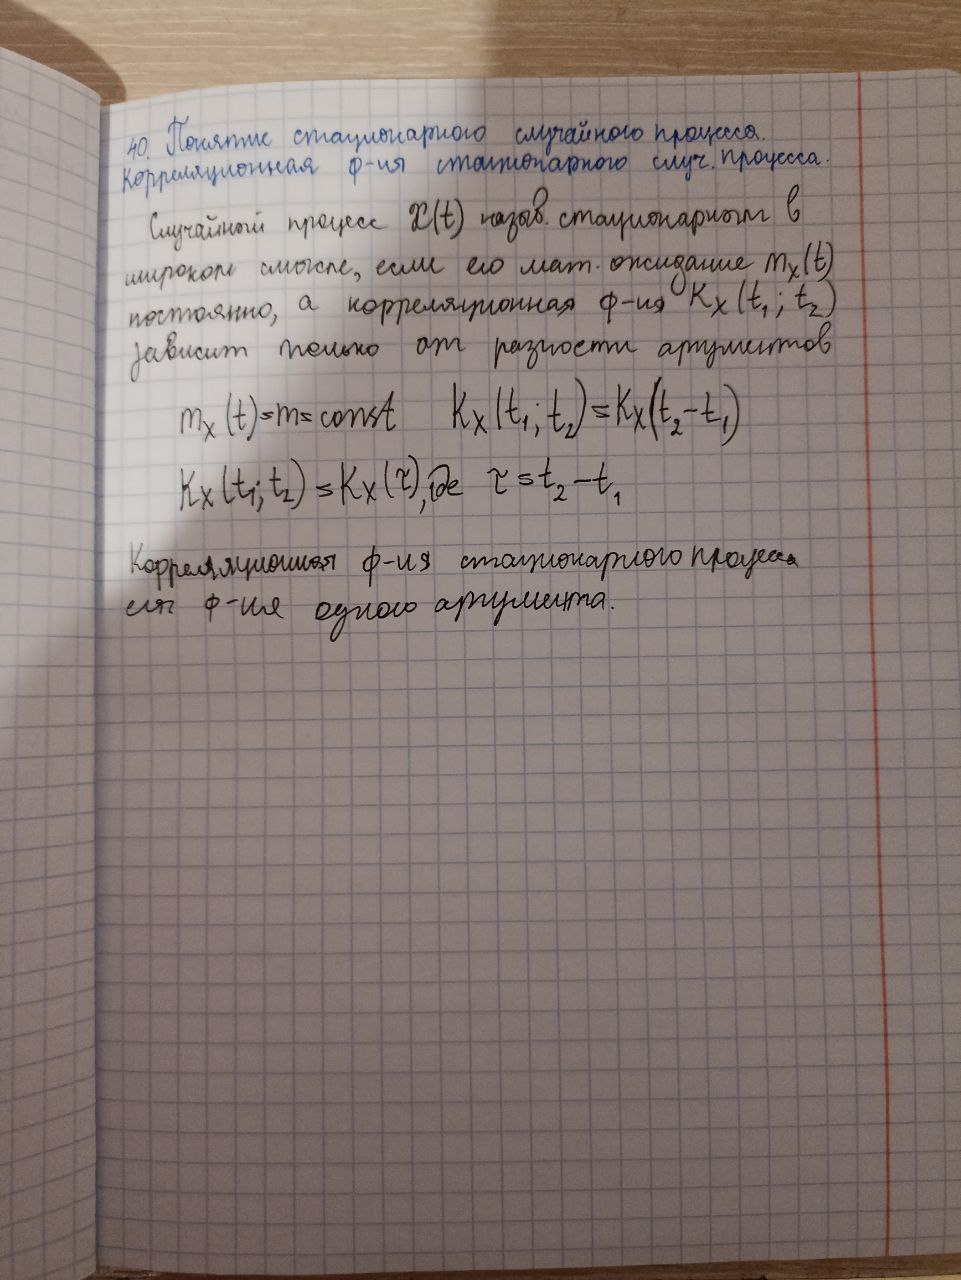 40. Понятие стационарного случайного процесса.
Корреляционная ф-ия стационарного случ. процесса.
Случайный процесс X(t) назыв. стационарным в
широком смысле, если его мат. ожидание m_x(t)
постоянно, а корреляционная ф-ия K_x(t_1; t_2)
зависит только от разности аргументов
m_x(t)=m=const K_x(t_1; t_2)=K_x(t_2-t_1)
K_x(t_1; t_2)=K_x(τ), где τ=t_2-t_1
Корреляционная ф-ия стационарного процесса
есть ф-ия одного аргумента.